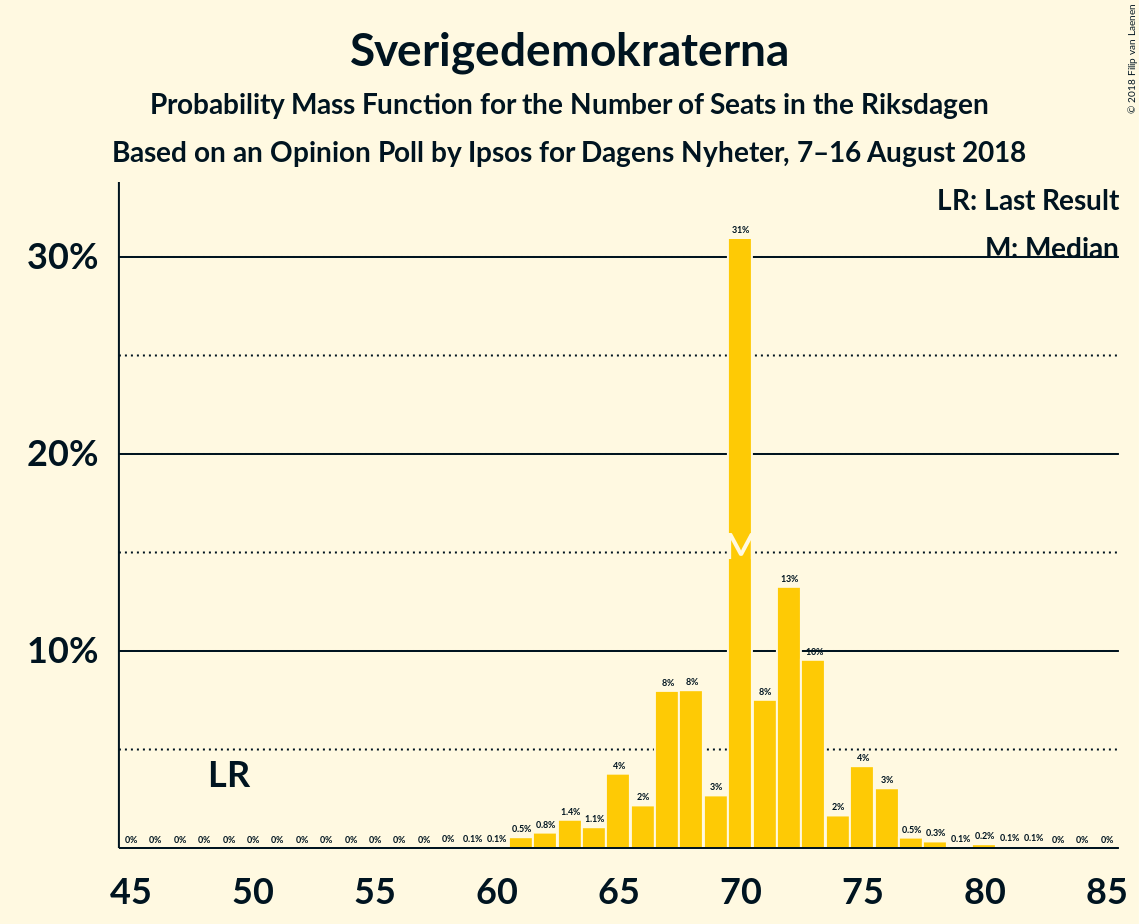 © 2018 Filip van Laenen
Sverigedemokraterna
Probability Mass Function for the Number of Seats in the Riksdagen
Based on an Opinion Poll by Ipsos for Dagens Nyheter, 7–16 August 2018
LR: Last Result
M: Median
30%
20%
10%
0% 0% 0% 0% 0% 0% 0% 0% 0% 0% 0% 0% 0% 0% 0.1% 0.1% 0.5% 0.8% 1.4% 1.1% 4% 2% 8% 8% 3% 31% 8% 13% 10% 2% 4% 3% 0.5% 0.3% 0.1% 0.2% 0.1% 0.1% 0% 0% 0%
M
LR
45 50 55 60 65 70 75 80 85